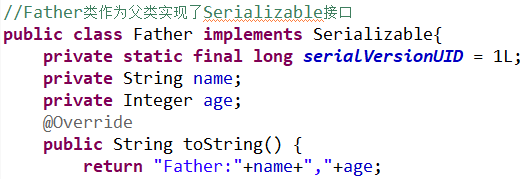 //Father类作为父类实现了Serializable接口
public class Father implements Serializable{
    private static final long serialVersionUID = 1L;
    private String name;
    private Integer age;
    @Override
    public String toString() {
        return "Father:"+name+","+age;